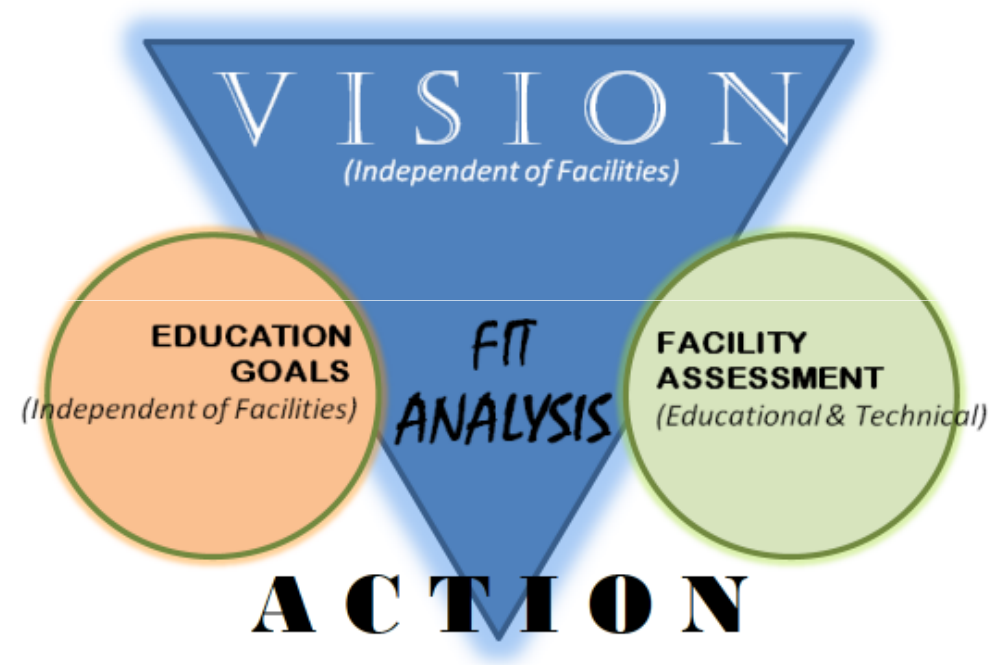 VISION
(Independent of Facilities)
EDUCATION
GOALS
(Independent of Facilities)
FIT
ANALYSIS
FACILITY
ASSESSMENT
(Educational & Technical)
ACTION